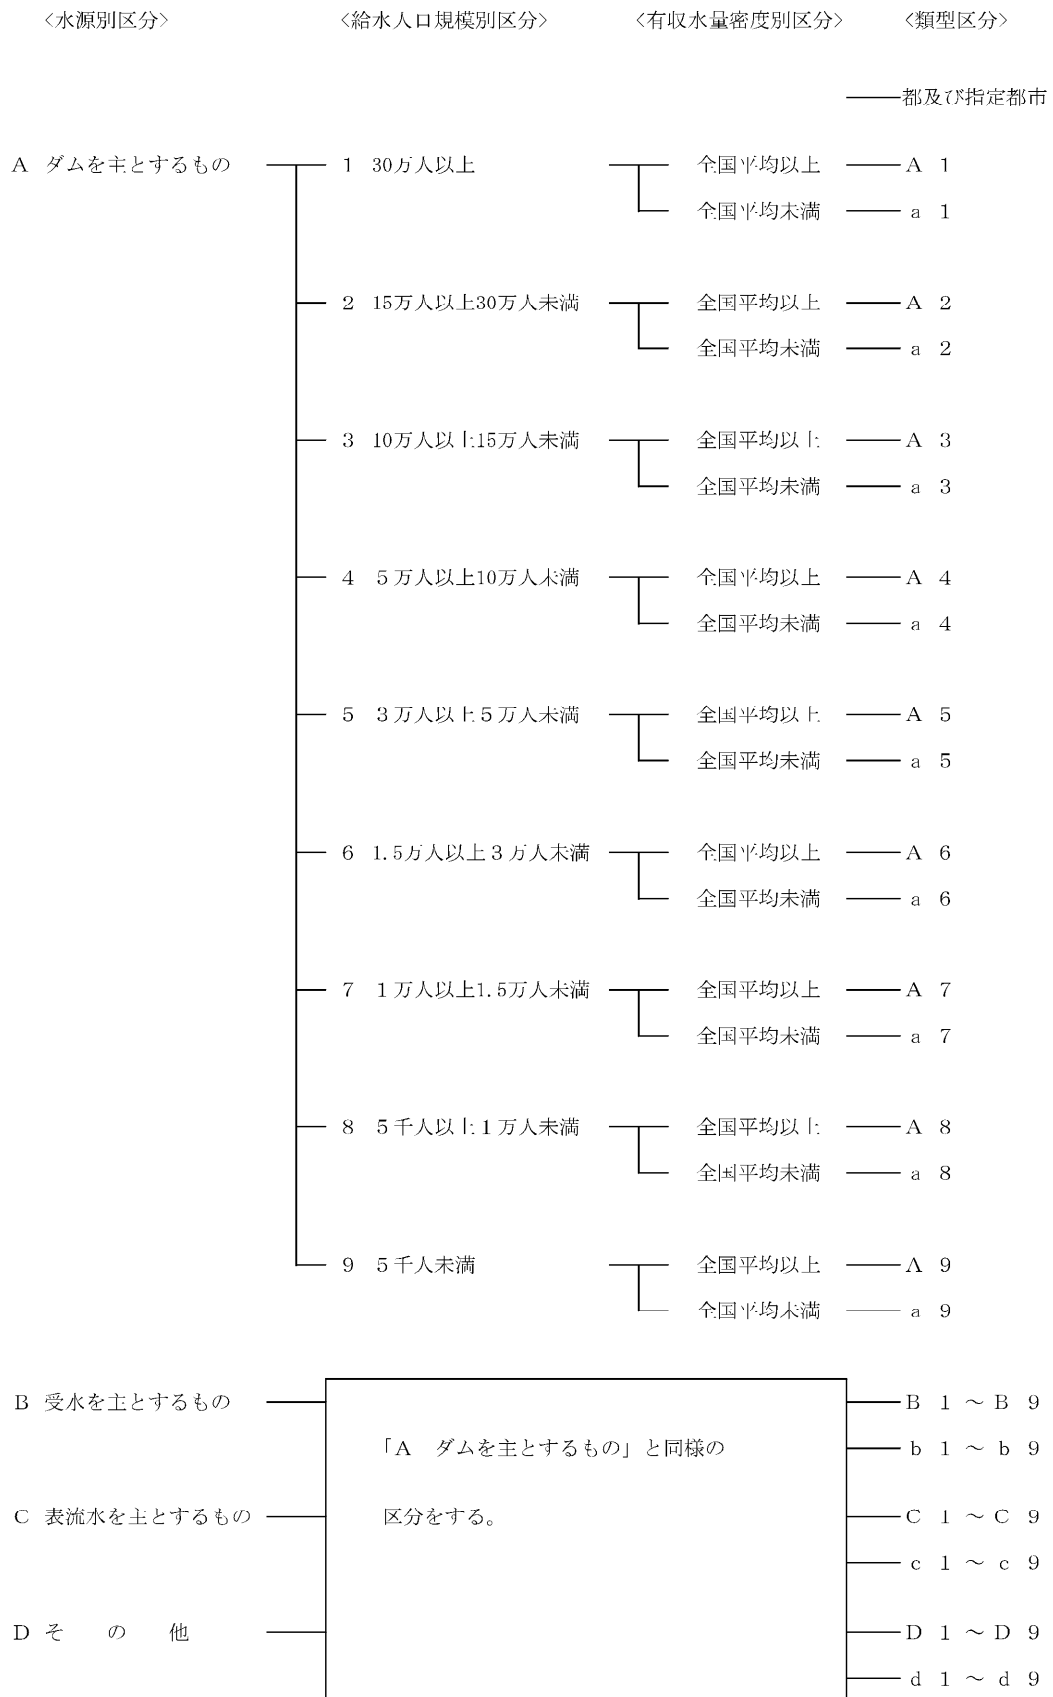 〈水源別区分〉 〈給水人口規模別区分〉 〈有収水量密度別区分〉 〈類型区分〉
都及び指定都市
A ダムを主とするもの 1 30万人以上 全国平均以上 A 1
全国平均未満 a 1
2 15万人以上30万人未満 全国平均以上 A 2
全国平均未満 a 2
3 10万人以上15万人未満 全国平均以上 A 3
全国平均未満 a 3
4 5万人以上10万人未満 全国平均以上 A 4
全国平均未満 a 4
5 3万人以上5万人未満 全国平均以上 A 5
全国平均未満 a 5
6 1.5万人以上3万人未満 全国平均以上 A 6
全国平均未満 a 6
7 1万人以上1.5万人未満 全国平均以上 A 7
全国平均未満 a 7
8 5千人以上1万人未満 全国平均以上 A 8
全国平均未満 a 8
9 5千人未満 全国平均以上 A 9
全国平均未満 a 9
B 受水を主とするもの B 1 ～ B 9
「A ダムを主とするもの」と同様の b 1 ～ b 9
C 表流水を主とするもの 区分をする。 C 1 ～ C 9
c 1 ～ c 9
D そ の 他 D 1 ～ D 9
d 1 ～ d 9